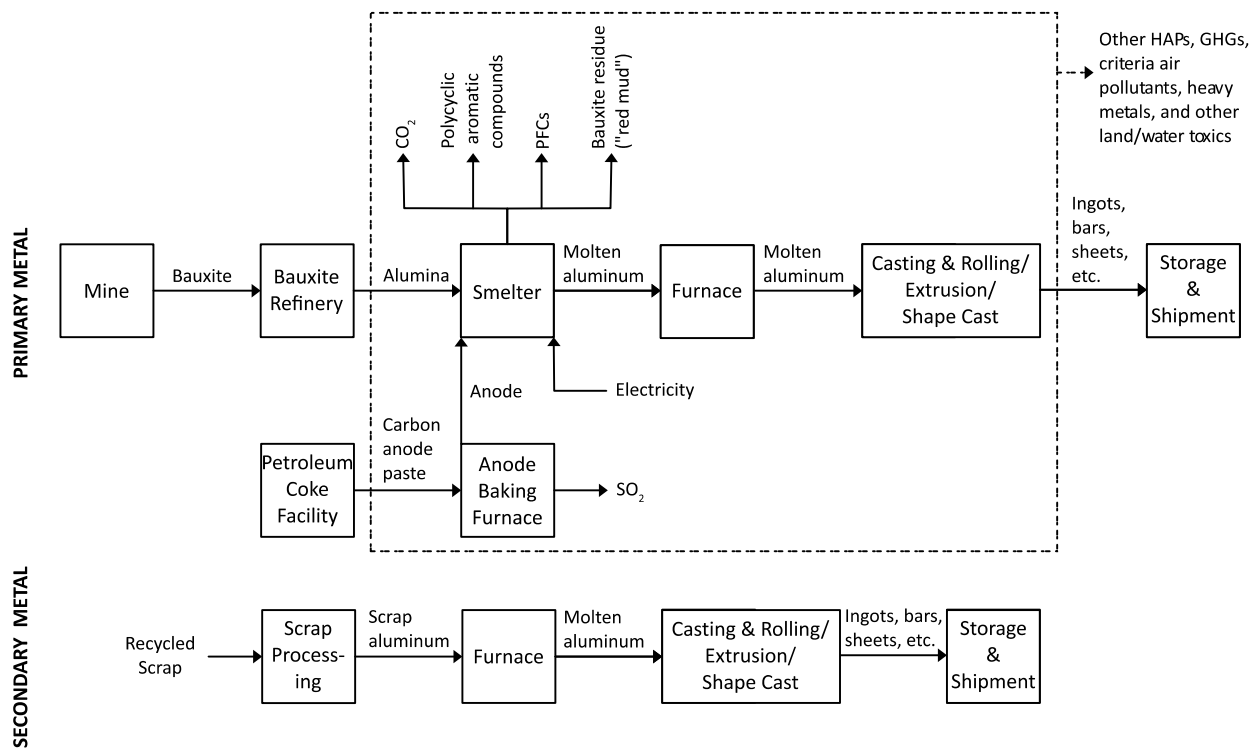 Other HAPs, GHGs,
criteria air
pollutants, heavy
metals, and other
land/water toxics
CO2
Polycyclic
aromatic
compounds
PFCs
Bauxite residue
("red mud")
PRIMARY METAL
Mine
Bauxite
Bauxite
Refinery
Alumina
Smelter
Molten
aluminum
Furnace
Molten
aluminum
Casting & Rolling/
Extrusion/
Shape Cast
Ingots,
bars,
sheets,
etc.
Storage
&
Shipment
Anode
Electricity
Petroleum
Coke
Facility
Carbon
anode
paste
Anode
Baking
Furnace
SO2
SECONDARY METAL
Recycled
Scrap
Scrap
Process-
ing
Scrap
aluminum
Furnace
Molten
aluminum
Casting & Rolling/
Extrusion/
Shape Cast
Ingots, bars,
sheets, etc.
Storage
&
Shipment